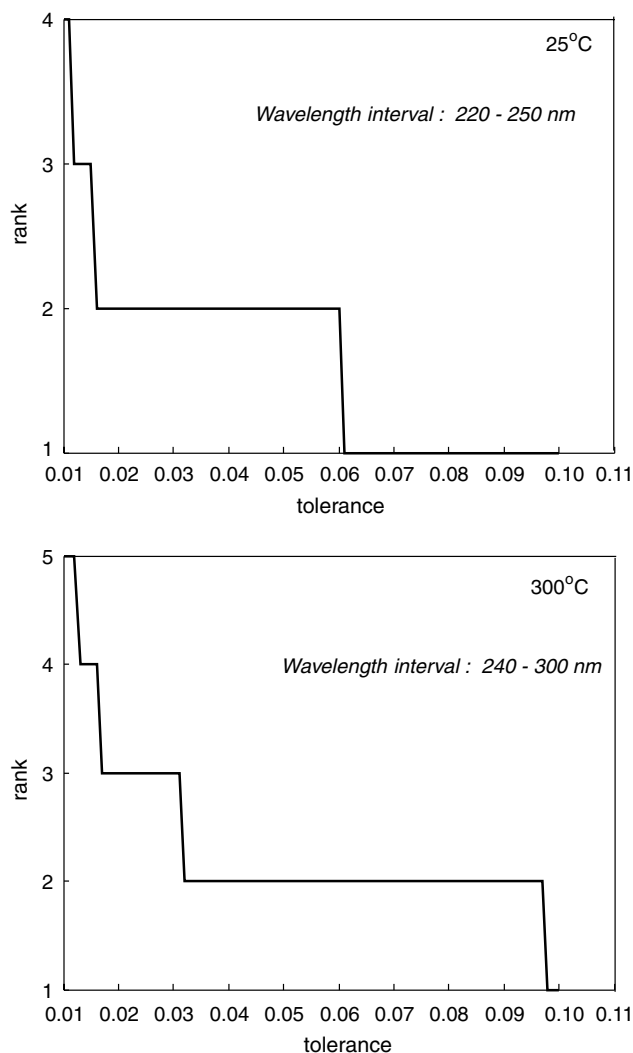 4
25°C
Wavelength interval : 220 - 250 nm
3
rank
2
1
0.01 0.02 0.03 0.04 0.05 0.06 0.07 0.08 0.09 0.10 0.11
tolerance
5
300°C
4
Wavelength interval : 240 - 300 nm
3
rank
2
1
0.01 0.02 0.03 0.04 0.05 0.06 0.07 0.08 0.09 0.10 0.11
tolerance